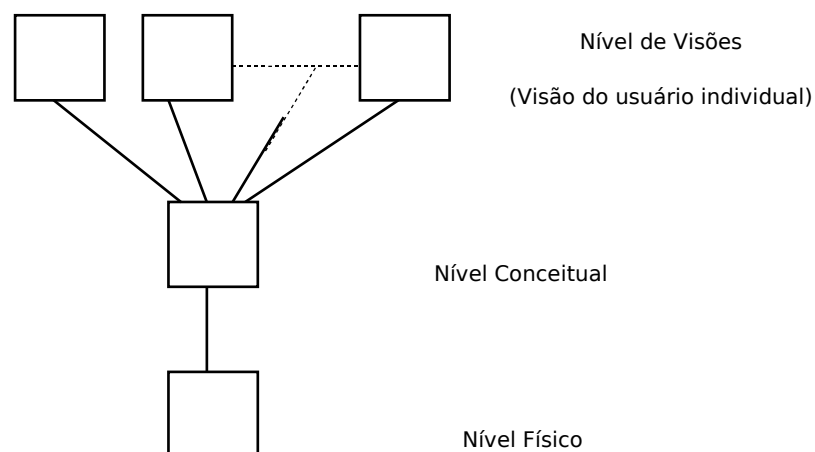 Nível de Visões
(Visão do usuário individual)
Nível Conceitual
Nível Físico